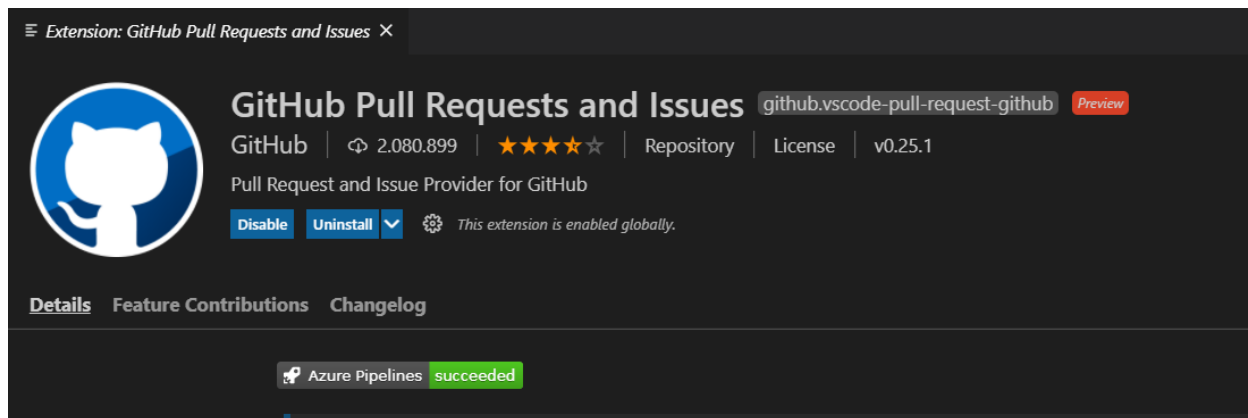 Extension: GitHub Pull Requests and Issues
GitHub Pull Requests and Issues github.vscode-pull-request-github Preview
GitHub 2.080.899 Repository License v0.25.1
Pull Request and Issue Provider for GitHub
Disable Uninstall This extension is enabled globally.
Details Feature Contributions Changelog
Azure Pipelines succeeded